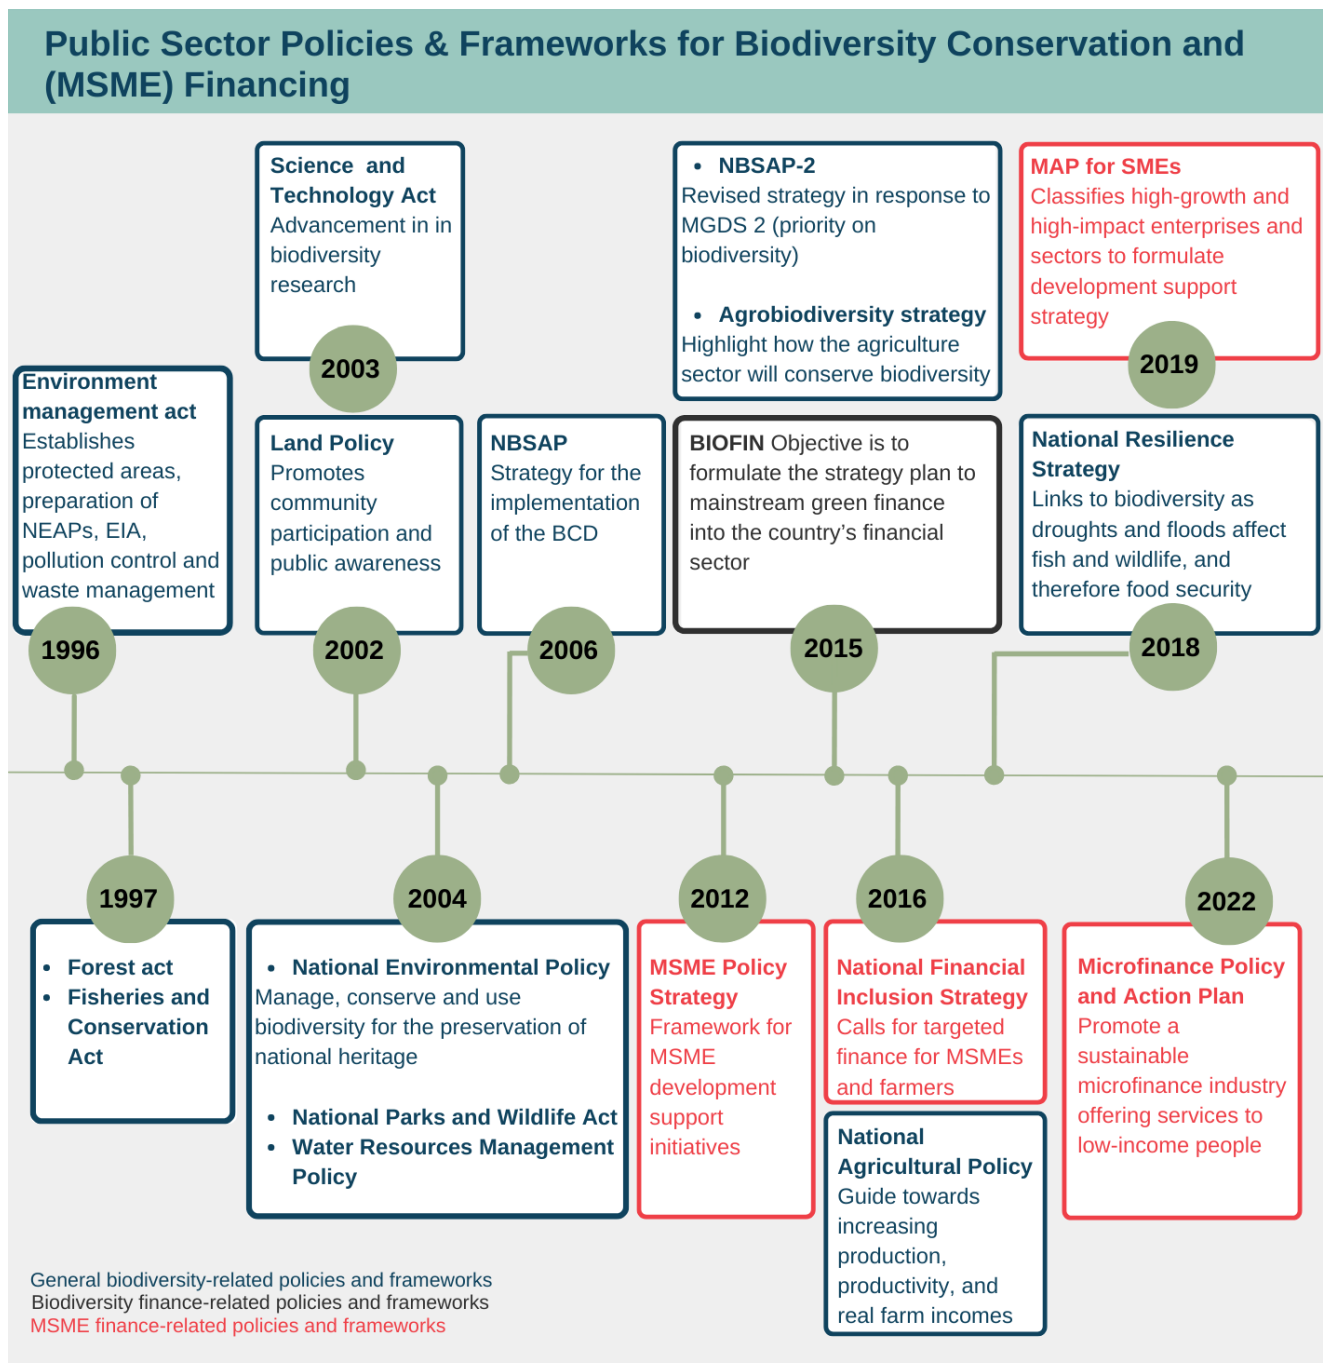 Public Sector Policies & Frameworks for Biodiversity Conservation and
(MSME) Financing
Environment
management act
Establishes
protected areas,
preparation of
NEAPs, EIA,
pollution control and
waste management
1996
Science and
Technology Act
Advancement in in
biodiversity
research
2003
Land Policy
Promotes
community
participation and
public awareness
2002
NBSAP
Strategy for the
implementation
of the BCD
2006
• NBSAP-2
Revised strategy in response to
MGDS 2 (priority on
biodiversity)
• Agrobiodiversity strategy
Highlight how the agriculture
sector will conserve biodiversity
BIOFIN Objective is to
formulate the strategy plan to
mainstream green finance
into the country’s financial
sector
2015
MAP for SMEs
Classifies high-growth and
high-impact enterprises and
sectors to formulate
development support
strategy
2019
National Resilience
Strategy
Links to biodiversity as
droughts and floods affect
fish and wildlife, and
therefore food security
2018
1997
• Forest act
• Fisheries and
Conservation
Act
2004
• National Environmental Policy
Manage, conserve and use
biodiversity for the preservation of
national heritage
• National Parks and Wildlife Act
• Water Resources Management
Policy
2012
MSME Policy
Strategy
Framework for
MSME
development
support
initiatives
2016
National Financial
Inclusion Strategy
Calls for targeted
finance for MSMEs
and farmers
National
Agricultural Policy
Guide towards
increasing
production,
productivity, and
real farm incomes
2022
Microfinance Policy
and Action Plan
Promote a
sustainable
microfinance industry
offering services to
low-income people
General biodiversity-related policies and frameworks
Biodiversity finance-related policies and frameworks
MSME finance-related policies and frameworks